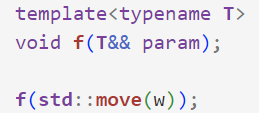 template<typename T>
void f(T&& param);
f(std::move(w));